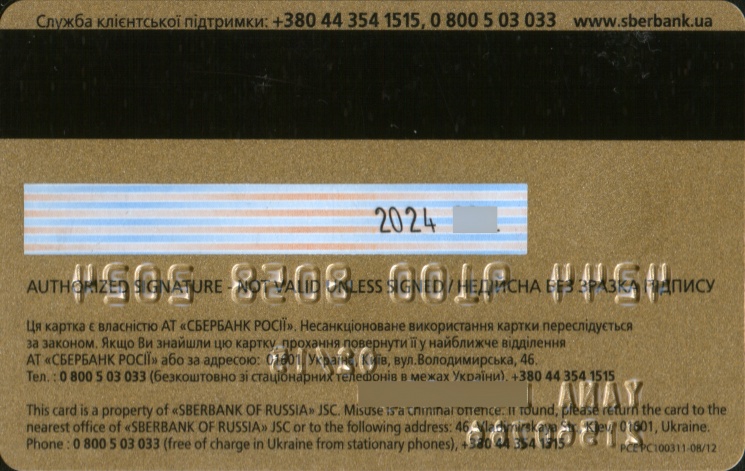 Служба клієнтської підтримки: +380 44 354 1515, 0 800 5 03 033 www.sberbank.ua
2024
AUTHORIZED SIGNATURE - NOT VALID UNLESS SIGNED / НЕДІЙСНА БЕЗ ЗРАЗКА ПІДПИСУ
Ця картка є власністю АТ «СБЕРБАНК РОСІЇ». Несанкціоноване використання картки переслідується
за законом. Якщо Ви знайшли цю картку, прохання повернути її у найближче відділення
АТ «СБЕРБАНК РОСІЇ» або за адресою: 01601, Україна, Київ, вул.Володимирська, 46.
Тел. : 0 800 5 03 033 (безкоштовно зі стаціонарних телефонів в межах України), +380 44 354 1515
This card is a property of «SBERBANK OF RUSSIA» JSC. Misuse is a criminal offence. If found, please return the card to the
nearest office of «SBERBANK OF RUSSIA» JSC or to the following address: 46, Vladimirskaya Str., Kiev, 01601, Ukraine.
Phone : 0 800 5 03 033 (free of charge in Ukraine from stationary phones), +380 44 354 1515
PCEPC100311-08/12